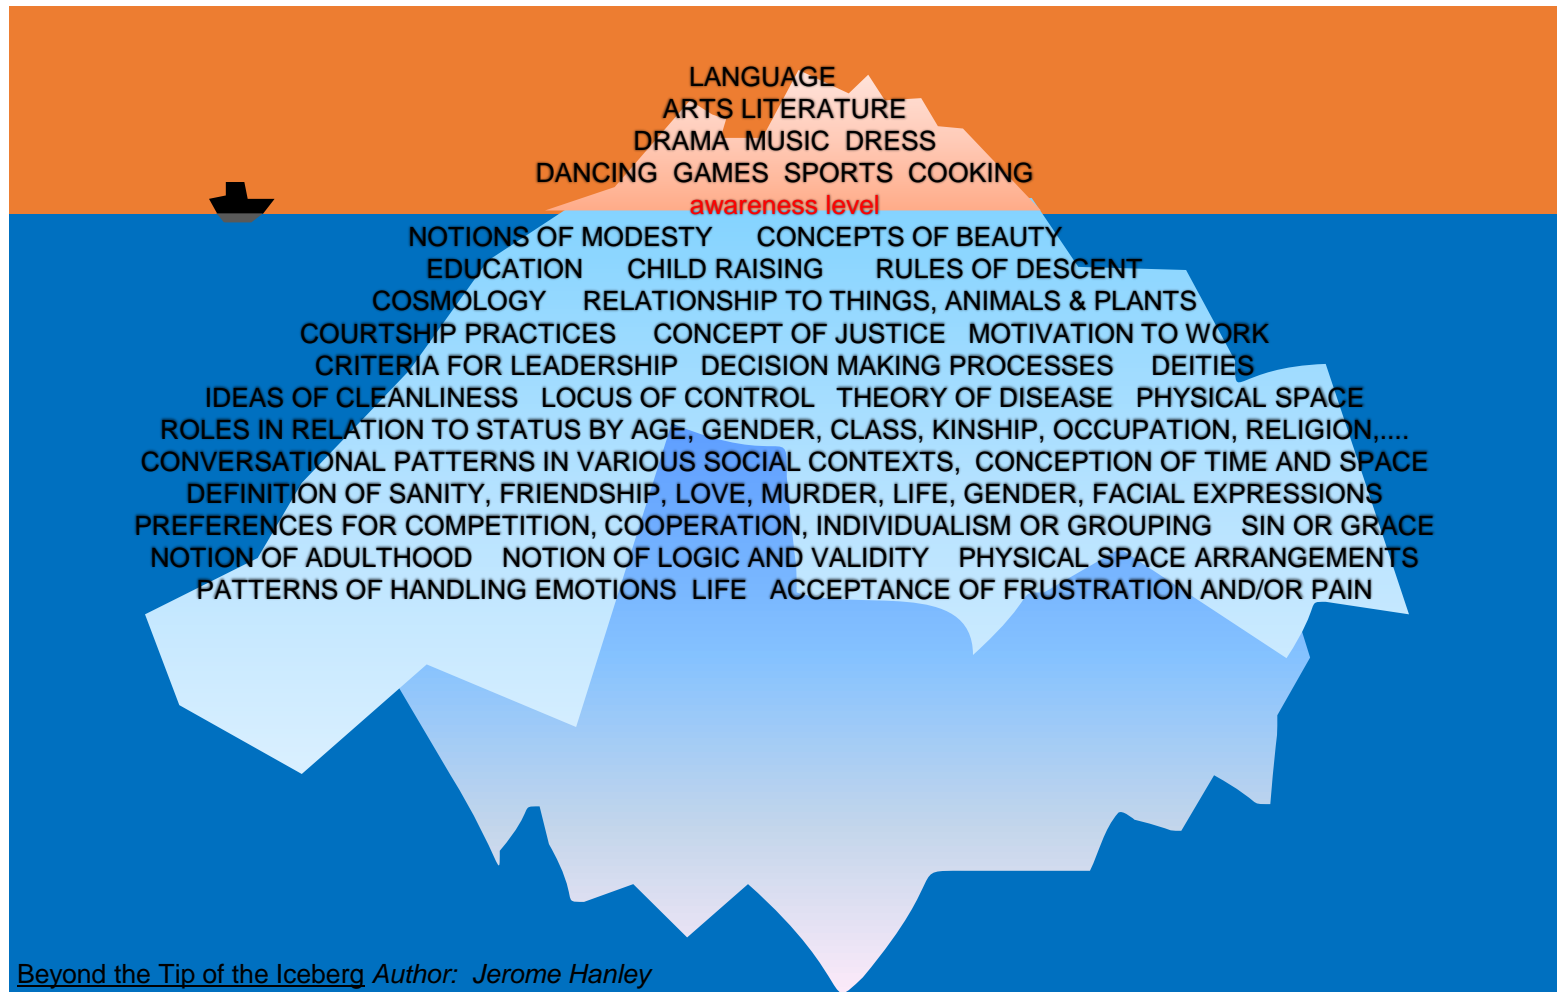 LANGUAGE
ARTS LITERATURE
DRAMA MUSIC DRESS
DANCING GAMES SPORTS COOKING
awareness level
NOTIONS OF MODESTY CONCEPTS OF BEAUTY
EDUCATION CHILD RAISING RULES OF DESCENT
COSMOLOGY RELATIONSHIP TO THINGS, ANIMALS & PLANTS
COURTSHIP PRACTICES CONCEPT OF JUSTICE MOTIVATION TO WORK
CRITERIA FOR LEADERSHIP DECISION MAKING PROCESSES DEITIES
IDEAS OF CLEANLINESS LOCUS OF CONTROL THEORY OF DISEASE PHYSICAL SPACE
ROLES IN RELATION TO STATUS BY AGE, GENDER, CLASS, KINSHIP, OCCUPATION, RELIGION,....
CONVERSATIONAL PATTERNS IN VARIOUS SOCIAL CONTEXTS, CONCEPTION OF TIME AND SPACE
DEFINITION OF SANITY, FRIENDSHIP, LOVE, MURDER, LIFE, GENDER, FACIAL EXPRESSIONS
PREFERENCES FOR COMPETITION, COOPERATION, INDIVIDUALISM OR GROUPING SIN OR GRACE
NOTION OF ADULTHOOD NOTION OF LOGIC AND VALIDITY PHYSICAL SPACE ARRANGEMENTS
PATTERNS OF HANDLING EMOTIONS LIFE ACCEPTANCE OF FRUSTRATION AND/OR PAIN
Beyond the Tip of the Iceberg Author: Jerome Hanley